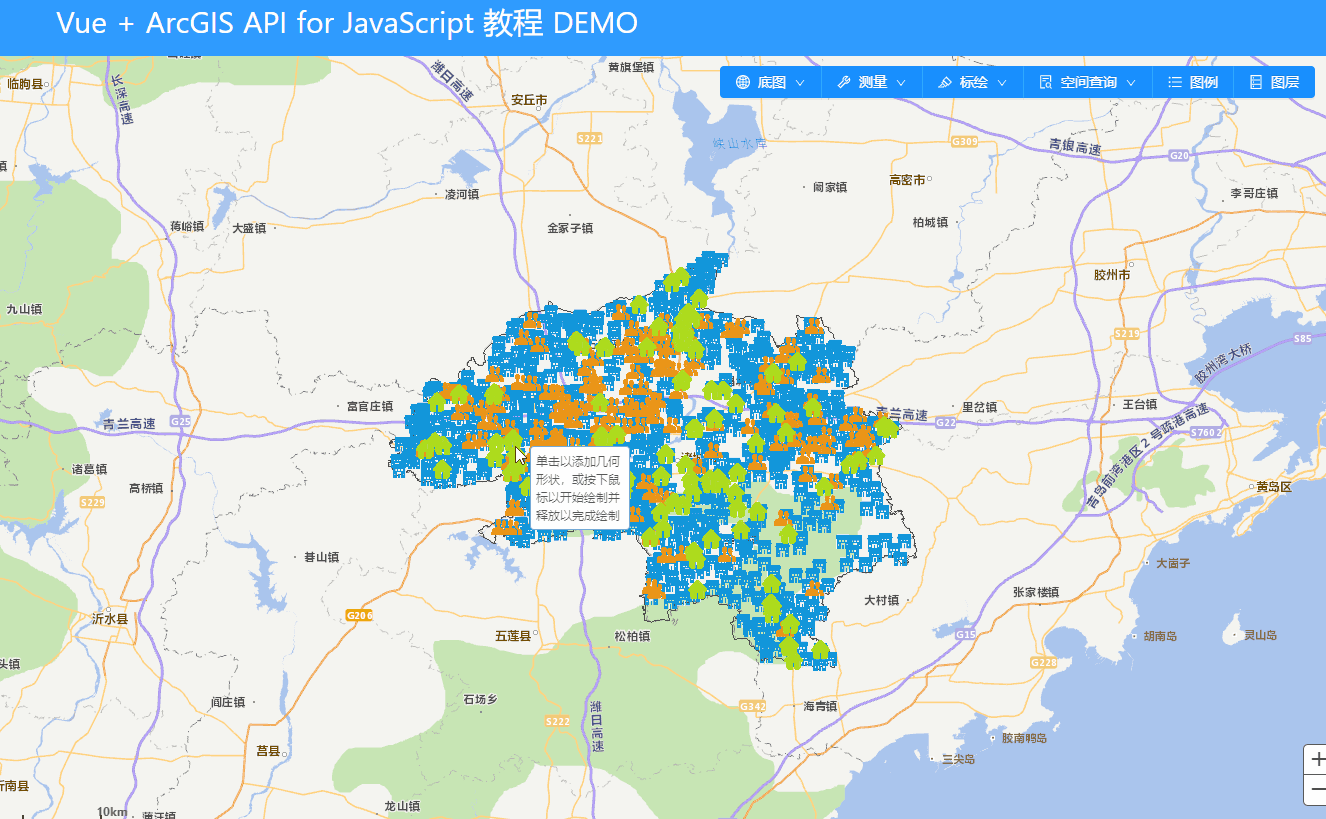 Vue + ArcGIS API for JavaScript 教程 DEMO
底图
测量
标绘
空间查询
图例
图层
黄旗堡镇
潍日高速
临朐县
长深高速
安丘市
S221
峡山水库
G309
青银高速
G20
阚家镇
高密市
李哥庄镇
凌河镇
柏城镇
蒋峪镇
大盛镇
金冢子镇
胶州市
九山镇
S219
S85
胶州湾大桥
富官庄镇
青兰高速
G25
青兰高速
G22
里岔镇
王台镇
S7602
青岛前湾港区2号疏港高速
诸葛镇
高桥镇
S229
单击以添加几何
形状，或按下鼠
标以开始绘制并
释放以完成绘制
黄岛区
碁山镇
大崮子
张家楼镇
大村镇
G206
沂水县
五莲县
松柏镇
G15
胡南岛
灵山岛
G228
石场乡
阎庄镇
S222
潍日高速
G342
海青镇
胶南鸭岛
莒县
三尖岛
龙山镇
10km
+
−